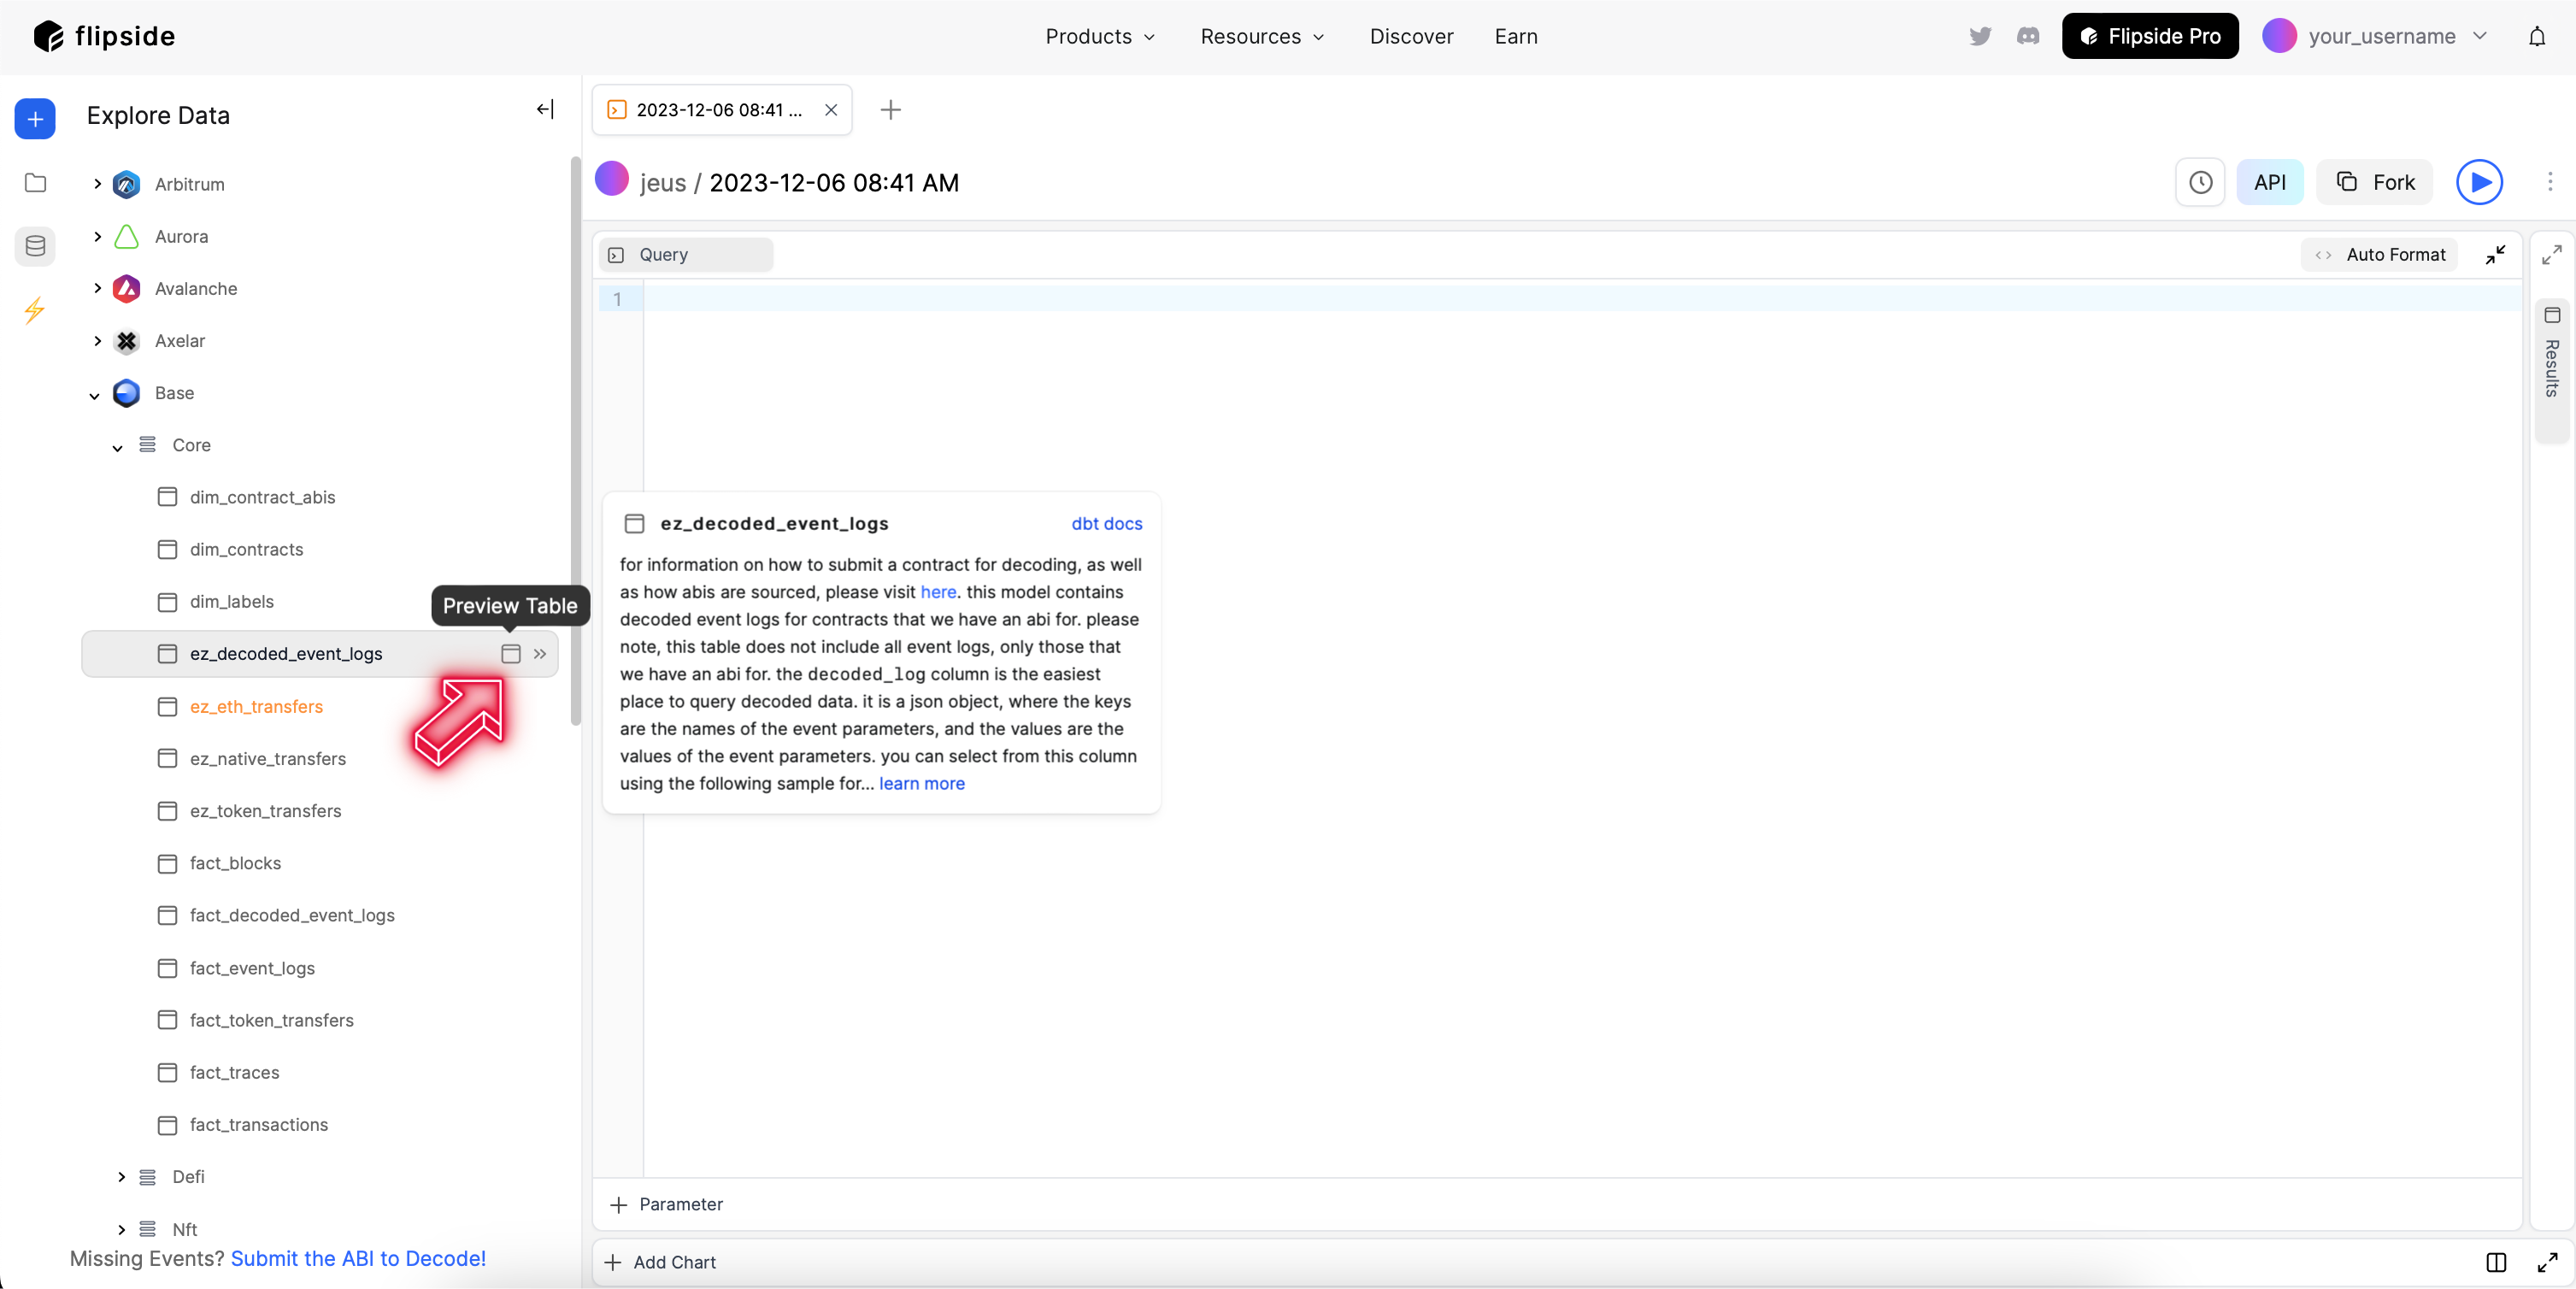 flipside
Products
Resources
Discover
Earn
Flipside Pro
your_username
Explore Data
Arbitrum
Aurora
Avalanche
Axelar
Base
Core
dim_contract_abis
dim_contracts
dim_labels
Preview Table
ez_decoded_event_logs
ez_eth_transfers
ez_native_transfers
ez_token_transfers
fact_blocks
fact_decoded_event_logs
fact_event_logs
fact_token_transfers
fact_traces
fact_transactions
Defi
Nft
Missing Events? Submit the ABI to Decode!
2023-12-06 08:41 ...
jeus / 2023-12-06 08:41 AM
API
Fork
Query
Auto Format
1
Results
ez_decoded_event_logs
dbt docs
for information on how to submit a contract for decoding, as well
as how abis are sourced, please visit here. this model contains
decoded event logs for contracts that we have an abi for. please
note, this table does not include all event logs, only those that
we have an abi for. the decoded_log column is the easiest
place to query decoded data. it is a json object, where the keys
are the names of the event parameters, and the values are the
values of the event parameters. you can select from this column
using the following sample for... learn more
Parameter
Add Chart